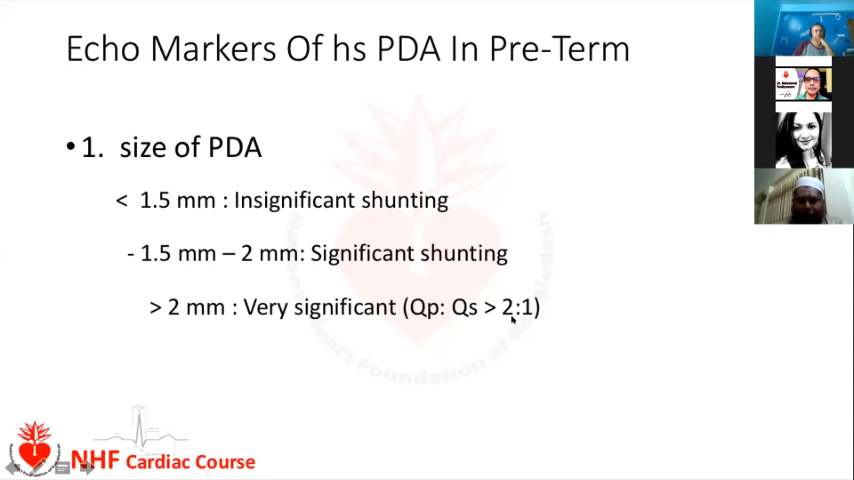 Echo Markers Of hs PDA In Pre-Term
• 1. size of PDA
< 1.5 mm : Insignificant shunting
- 1.5 mm – 2 mm: Significant shunting
> 2 mm : Very significant (Qp: Qs > 2:1)
NHF Cardiac Course